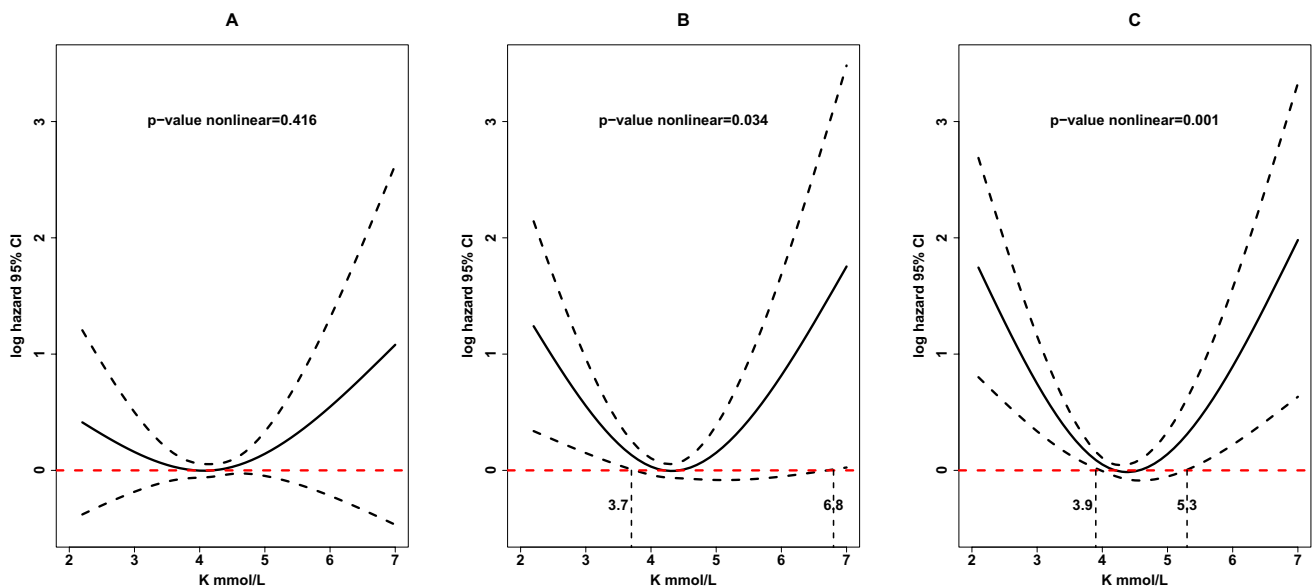 A
p−value nonlinear=0.416
log hazard 95% CI
0
1
2
3
2 3 4 5 6 7
K mmol/L
B
p−value nonlinear=0.034
log hazard 95% CI
0
1
2
3
3.7
6.8
2 3 4 5 6 7
K mmol/L
C
p−value nonlinear=0.001
log hazard 95% CI
0
1
2
3
3.9
5.3
2 3 4 5 6 7
K mmol/L